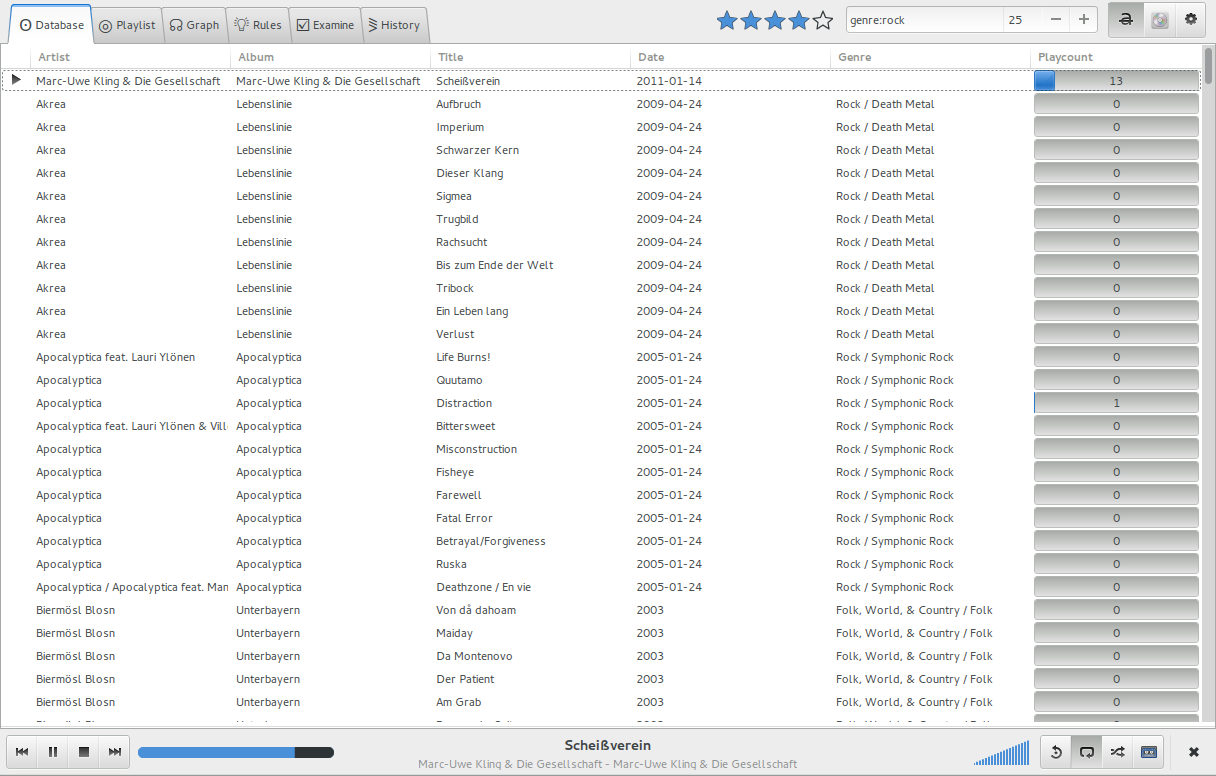 Database Playlist Graph Rules Examine History genre:rock 25
Artist Album Title Date Genre Playcount
Marc-Uwe Kling & Die Gesellschaft Marc-Uwe Kling & Die Gesellschaft Scheißverein 2011-01-14 13
Akrea Lebenslinie Aufbruch 2009-04-24 Rock / Death Metal 0
Akrea Lebenslinie Imperium 2009-04-24 Rock / Death Metal 0
Akrea Lebenslinie Schwarzer Kern 2009-04-24 Rock / Death Metal 0
Akrea Lebenslinie Dieser Klang 2009-04-24 Rock / Death Metal 0
Akrea Lebenslinie Sigmea 2009-04-24 Rock / Death Metal 0
Akrea Lebenslinie Trugbild 2009-04-24 Rock / Death Metal 0
Akrea Lebenslinie Rachsucht 2009-04-24 Rock / Death Metal 0
Akrea Lebenslinie Bis zum Ende der Welt 2009-04-24 Rock / Death Metal 0
Akrea Lebenslinie Tribock 2009-04-24 Rock / Death Metal 0
Akrea Lebenslinie Ein Leben lang 2009-04-24 Rock / Death Metal 0
Akrea Lebenslinie Verlust 2009-04-24 Rock / Death Metal 0
Apocalyptica feat. Lauri Ylönen Apocalyptica Life Burns! 2005-01-24 Rock / Symphonic Rock 0
Apocalyptica Apocalyptica Quutamo 2005-01-24 Rock / Symphonic Rock 0
Apocalyptica Apocalyptica Distraction 2005-01-24 Rock / Symphonic Rock 1
Apocalyptica feat. Lauri Ylönen & Vill Apocalyptica Bittersweet 2005-01-24 Rock / Symphonic Rock 0
Apocalyptica Apocalyptica Misconstruction 2005-01-24 Rock / Symphonic Rock 0
Apocalyptica Apocalyptica Fisheye 2005-01-24 Rock / Symphonic Rock 0
Apocalyptica Apocalyptica Farewell 2005-01-24 Rock / Symphonic Rock 0
Apocalyptica Apocalyptica Fatal Error 2005-01-24 Rock / Symphonic Rock 0
Apocalyptica Apocalyptica Betrayal/Forgiveness 2005-01-24 Rock / Symphonic Rock 0
Apocalyptica Apocalyptica Ruska 2005-01-24 Rock / Symphonic Rock 0
Apocalyptica / Apocalyptica feat. Man Apocalyptica Deathzone / En vie 2005-01-24 Rock / Symphonic Rock 0
Biermösl Blosn Unterbayern Von då dahoam 2003 Folk, World, & Country / Folk 0
Biermösl Blosn Unterbayern Maiday 2003 Folk, World, & Country / Folk 0
Biermösl Blosn Unterbayern Da Montenovo 2003 Folk, World, & Country / Folk 0
Biermösl Blosn Unterbayern Der Patient 2003 Folk, World, & Country / Folk 0
Biermösl Blosn Unterbayern Am Grab 2003 Folk, World, & Country / Folk 0
Scheißverein
Marc-Uwe Kling & Die Gesellschaft - Marc-Uwe Kling & Die Gesellschaft